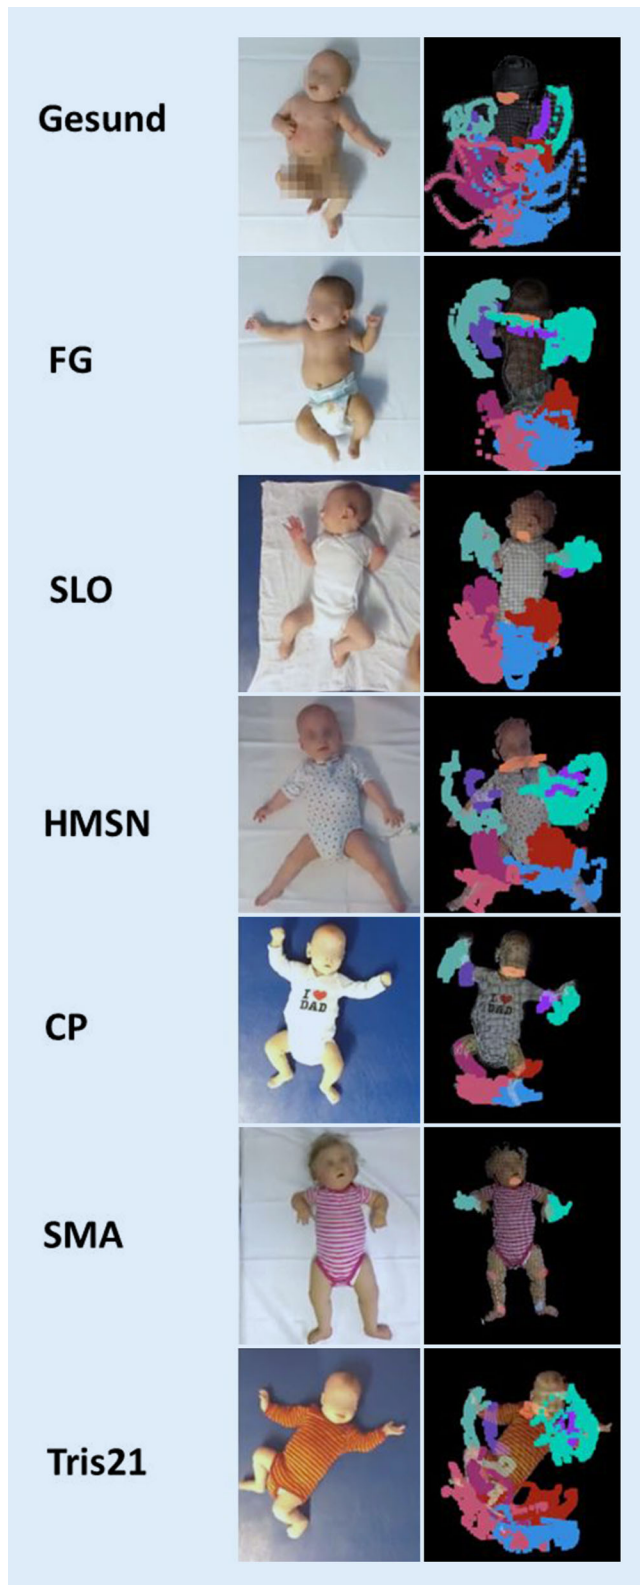 Gesund
FG
SLO
HMSN
CP
I ❤
DAD
I ❤
DAD
SMA
Tris21